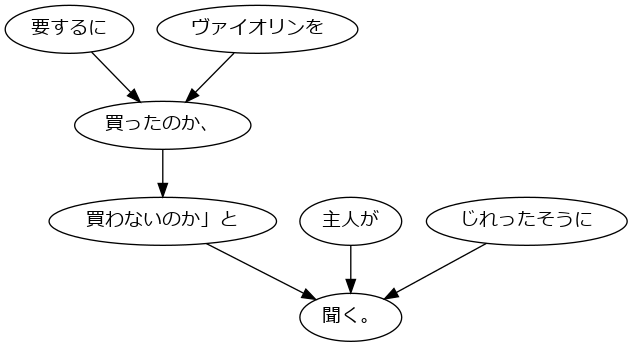 要するに
ヴァイオリンを
買ったのか、
買わないのか」と
主人が
じれったそうに
聞く。